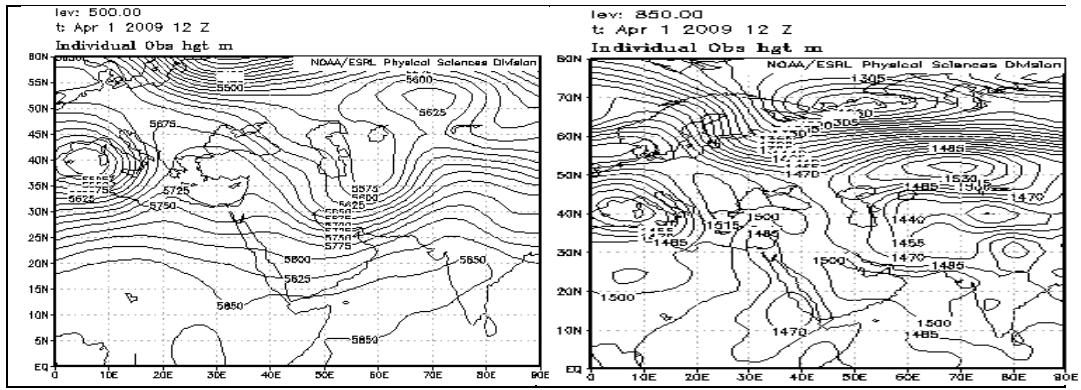 lev: 500.00
t: Apr 1 2009 12 Z
Individual Obs hgt m
NOAA/ESRL Physical Sciences Division
5500
5600
5625
5675
5725
5750
5625
5575
5600
5625
5750
5775
5800
5825
5850
5850
5850
55N
50N
45N
40N
35N
30N
25N
20N
15N
10N
5N
EQ
0
10E
20E
30E
40E
50E
60E
70E
80E
90E
lev: 850.00
t: Apr 1 2009 12 Z
Individual Obs hgt m
NOAA/ESRL Physical Sciences Division
1305
1485
1470
1530
1485
1470
1500
1515
1485
1440
1455
1470
1485
1485
1500
1500
1470
1500
1485
80N
70N
60N
50N
40N
30N
20N
10N
EQ
0
10E
20E
30E
40E
50E
60E
70E
80E
90E